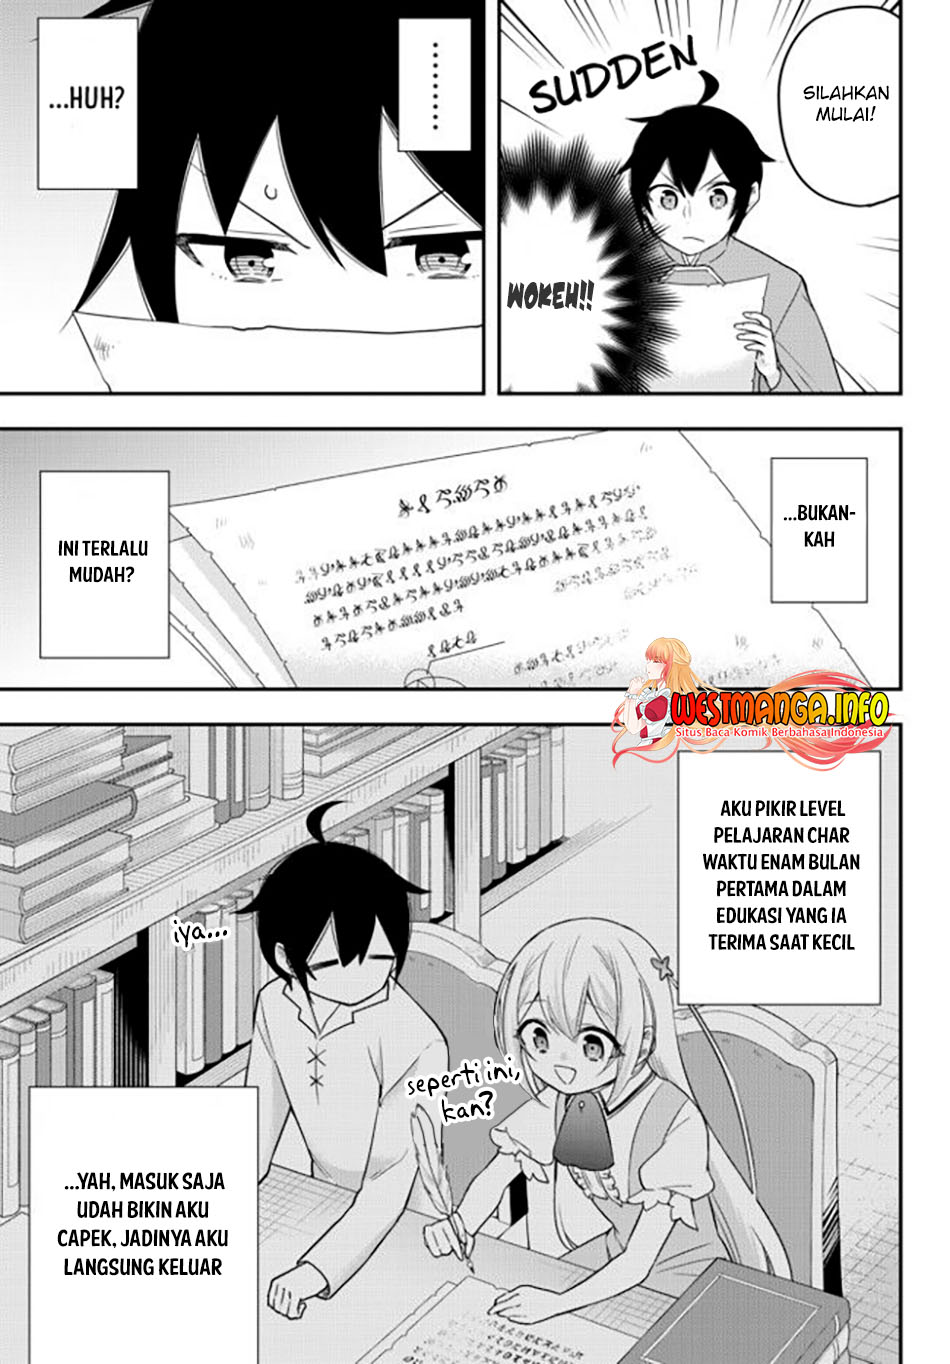 SILAHKAN
MULAI!
SUDDEN
WOKEH!!
.........
...HUH?
...BUKAN-
KAH
INI TERLALU
MUDAH?
WESTMANGA.INFO
Situs Baca Komik Berbahasa Indonesia
AKU PIKIR LEVEL
PELAJARAN CHAR
WAKTU ENAM BULAN
PERTAMA DALAM
EDUKASI YANG IA
TERIMA SAAT KECIL
iya...
seperti ini,
kan?
...YAH, MASUK SAJA
UDAH BIKIN AKU
CAPEK, JADINYA AKU
LANGSUNG KELUAR